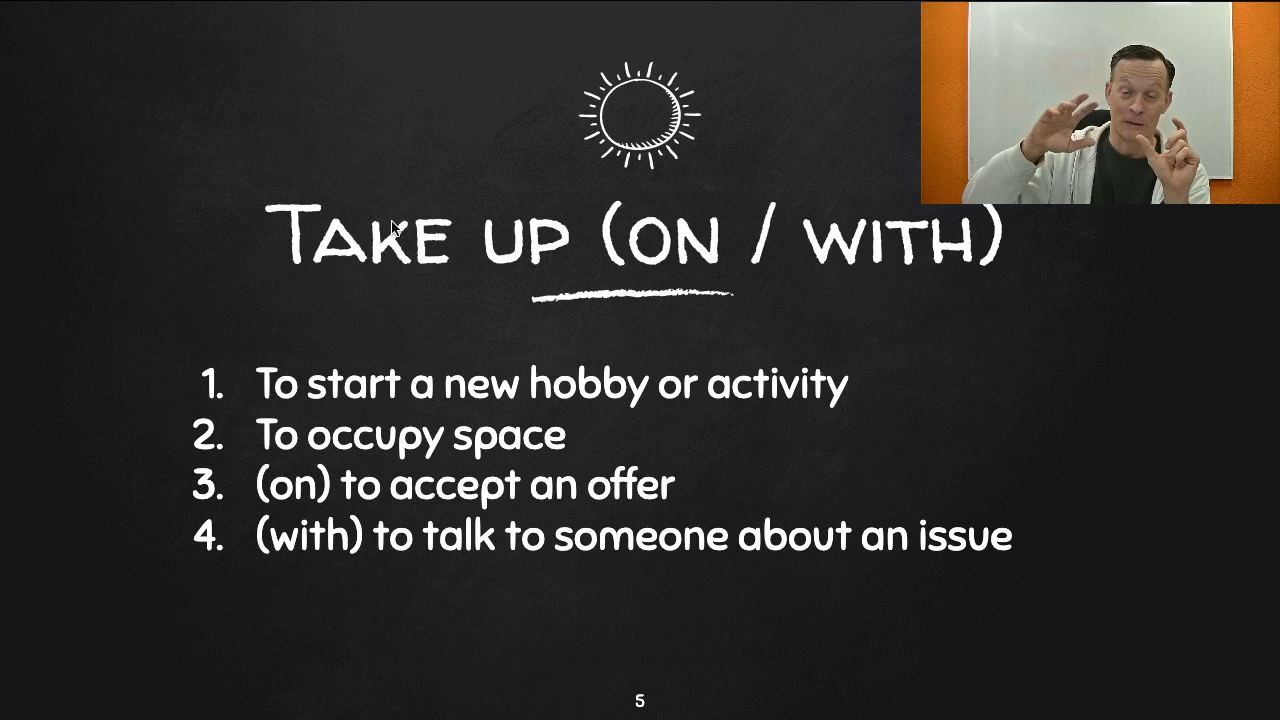 Take up (on / with)
1. To start a new hobby or activity
2. To occupy space
3. (on) to accept an offer
4. (with) to talk to someone about an issue
5